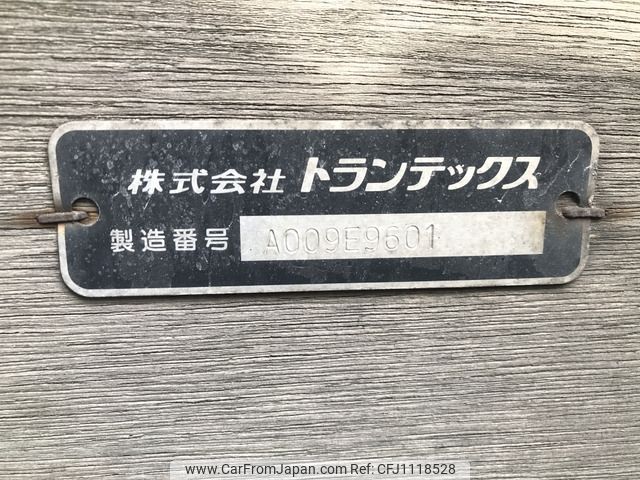 株式会社 トランテックス
製造番号 A009E9601
www.CarFromJapan.com - CFJ1118528